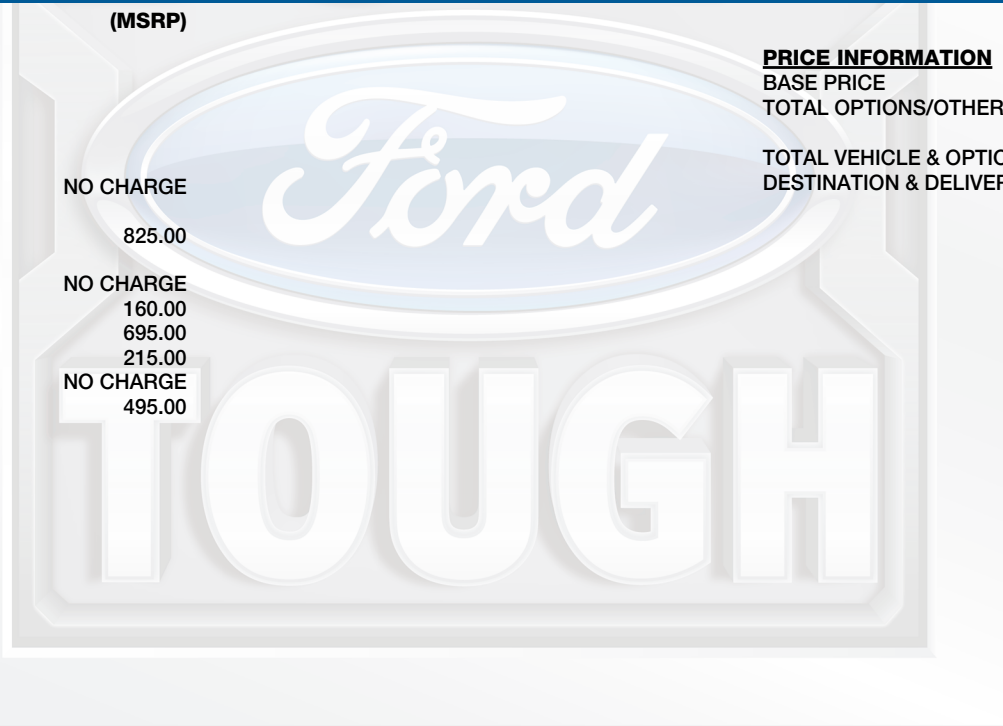 (MSRP)
PRICE INFORMATION
BASE PRICE
TOTAL OPTIONS/OTHER
TOTAL VEHICLE & OPTIO
DESTINATION & DELIVER
NO CHARGE
825.00
NO CHARGE
160.00
695.00
215.00
NO CHARGE
495.00
Ford
TOUGH